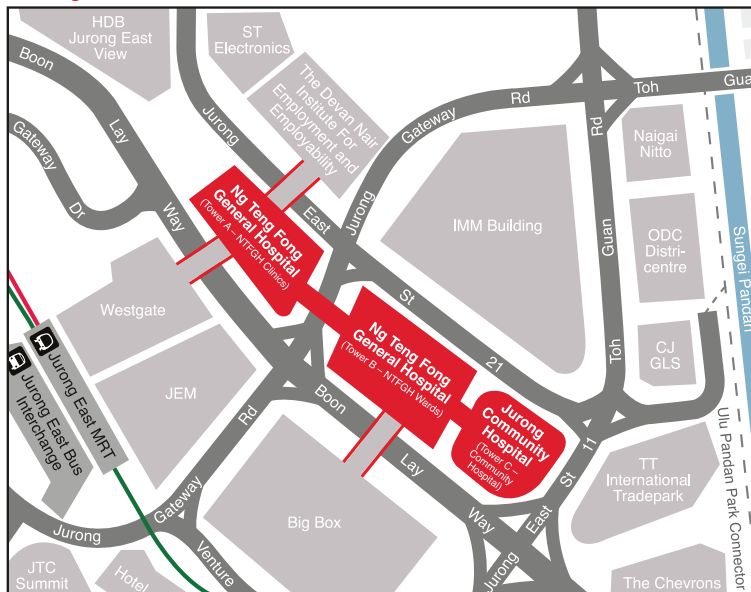 HDB
Jurong East
View
ST
Electronics
The Devan Nair
Institute For
Employment and
Employability
Boon
Lay
Way
Gateway
Dr
Jurong
East
St
21
Jurong
Gateway
Rd
Toh
Gua
Rd
Guan
Toh
Naigai
Nitto
IMM Building
ODC
Distri-
centre
Sungei Pandan
CJ
GLS
Ng Teng Fong
General Hospital
(Tower A – NTFGH Clinics)
Westgate
Ng Teng Fong
General Hospital
(Tower B – NTFGH Wards)
Jurong East MRT
Jurong East Bus
Interchange
JEM
Jurong
Community
Hospital
(Tower C –
Community
Hospital)
Boon
Lay
Way
Rd
Gateway
Jurong
Venture
Big Box
Jurong
East
St
11
TT
International
Tradepark
Ulu Pandan Park Connector
JTC
Summit
Hotel
The Chevrons